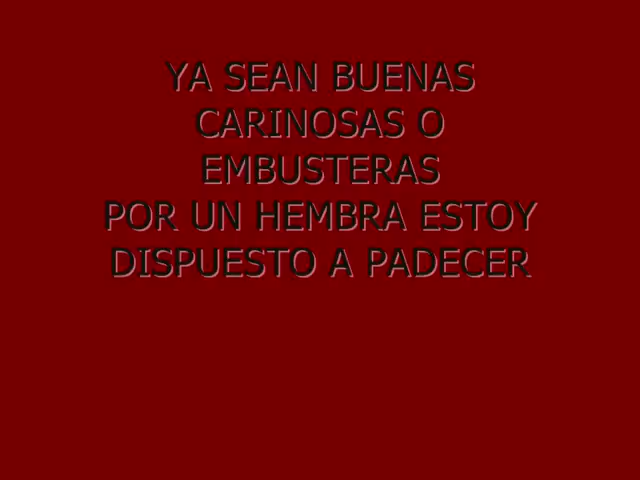 YA SEAN BUENAS
CARINOSAS O
EMBUSTERAS
POR UN HEMBRA ESTOY
DISPUESTO A PADECER